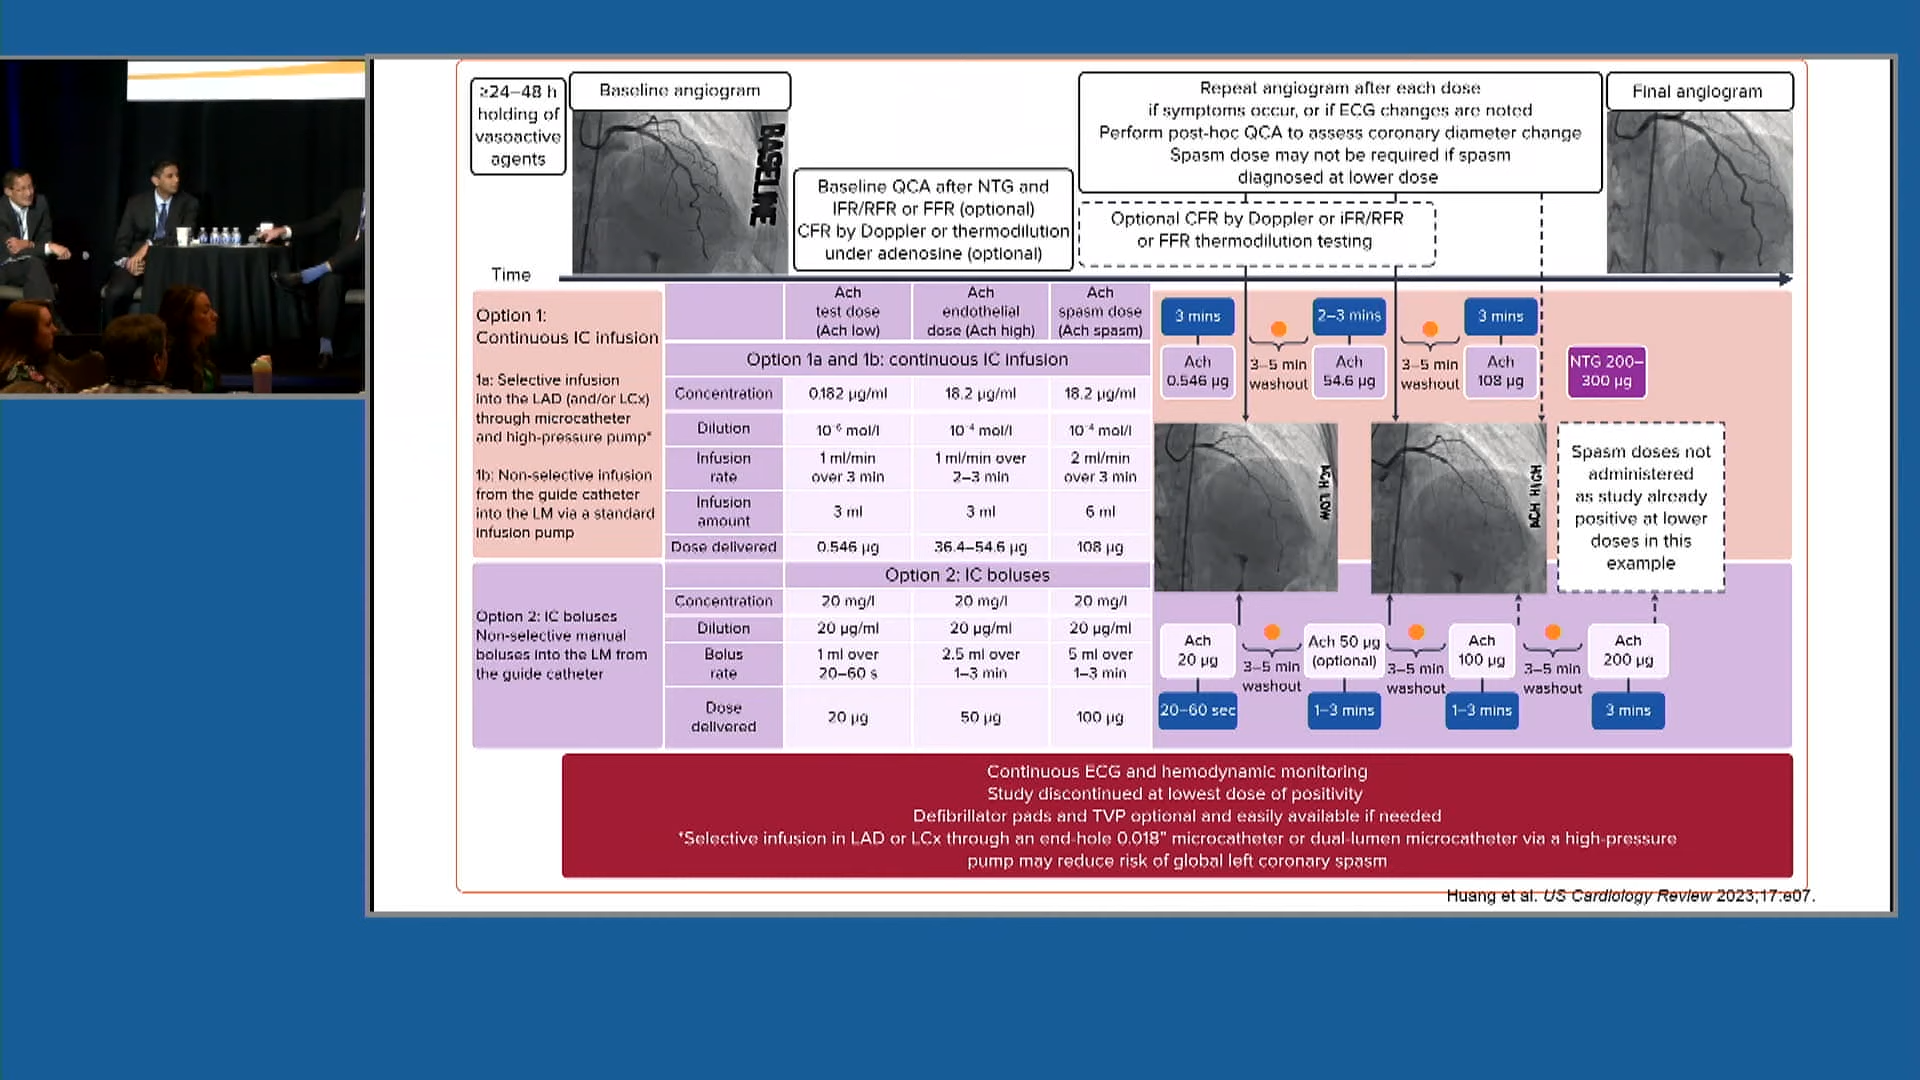 ≥24–48 h
holding of
vasoactive
agents
Baseline angiogram
BASELINE
Baseline QCA after NTG and
IFR/RFR or FFR (optional)
CFR by Doppler or thermodilution
under adenosine (optional)
Repeat angiogram after each dose
if symptoms occur, or if ECG changes are noted
Perform post-hoc QCA to assess coronary diameter change
Spasm dose may not be required if spasm
diagnosed at lower dose
Optional CFR by Doppler or iFR/RFR
or FFR thermodilution testing
Final angiogram
Time
Option 1:
Continuous IC infusion
1a: Selective infusion
into the LAD (and/or LCx)
through microcatheter
and high-pressure pump*
1b: Non-selective infusion
from the guide catheter
into the LM via a standard
infusion pump
Ach test dose (Ach low) Ach endothelial dose (Ach high) Ach spasm dose (Ach spasm)
Option 1a and 1b: continuous IC infusion
Concentration 0.182 µg/ml 18.2 µg/ml 18.2 µg/ml
Dilution 10⁻⁶ mol/l 10⁻⁴ mol/l 10⁻⁴ mol/l
Infusion rate 1 ml/min over 3 min 1 ml/min over 2–3 min 2 ml/min over 3 min
Infusion amount 3 ml 3 ml 6 ml
Dose delivered 0.546 µg 36.4–54.6 µg 108 µg
3 mins
2–3 mins
3 mins
Ach
0.546 µg
3–5 min
washout
Ach
54.6 µg
3–5 min
washout
Ach
108 µg
NTG 200–
300 µg
ACH LOW
ACH HIGH
Spasm doses not
administered
as study already
positive at lower
doses in this
example
Option 2: IC boluses
Non-selective manual
boluses into the LM from
the guide catheter
Option 2: IC boluses
Concentration 20 mg/l 20 mg/l 20 mg/l
Dilution 20 µg/ml 20 µg/ml 20 µg/ml
Bolus rate 1 ml over 20–60 s 2.5 ml over 1–3 min 5 ml over 1–3 min
Dose delivered 20 µg 50 µg 100 µg
Ach
20 µg
3–5 min
washout
Ach 50 µg
(optional)
3–5 min
washout
Ach
100 µg
3–5 min
washout
Ach
200 µg
20–60 sec
1–3 mins
1–3 mins
3 mins
Continuous ECG and hemodynamic monitoring
Study discontinued at lowest dose of positivity
Defibrillator pads and TVP optional and easily available if needed
*Selective infusion in LAD or LCx through an end-hole 0.018" microcatheter or dual-lumen microcatheter via a high-pressure
pump may reduce risk of global left coronary spasm
Huang et al. US Cardiology Review 2023;17:e07.